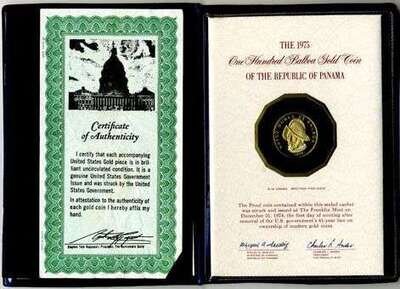 Certificate
of Authenticity
I certify that each accompanying
United States Gold piece is in bril-
liant uncirculated condition. It is a
genuine United States Government
Issue and was struck by the United
States Government.
In attestation to the authenticity of
each gold coin I hereby affix my
hand.
THE 1975
One Hundred Balboa Gold Coin
OF THE REPUBLIC OF PANAMA
The Proof coin contained within this sealed cachet
was struck and issued at The Franklin Mint on
December 31, 1974, the first day of issuing after
removal of the U.S. government's 41-year ban on
ownership of modern gold coins.